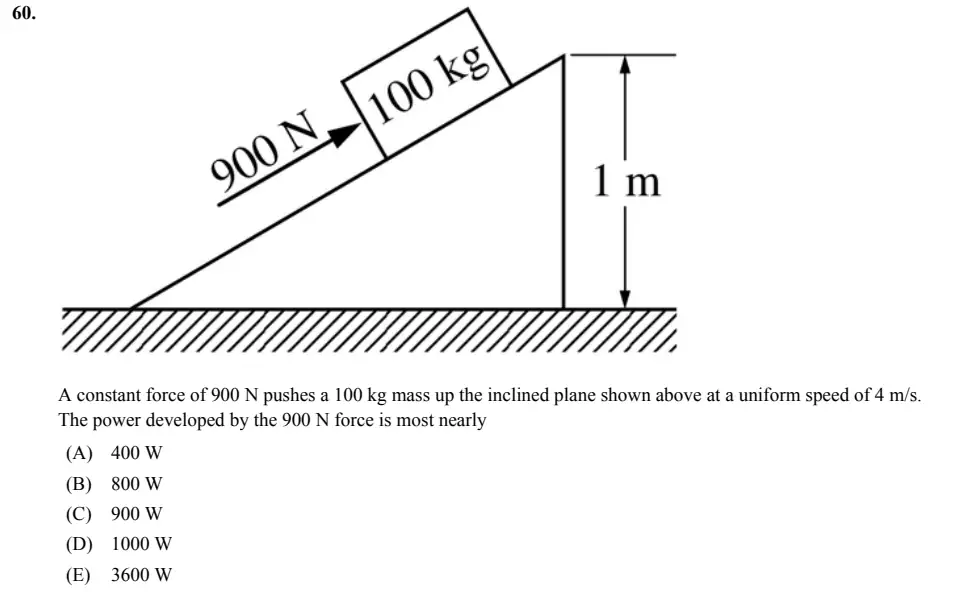 60.
100 kg
900 N
1 m
A constant force of 900 N pushes a 100 kg mass up the inclined plane shown above at a uniform speed of 4 m/s.
The power developed by the 900 N force is most nearly
(A) 400 W
(B) 800 W
(C) 900 W
(D) 1000 W
(E) 3600 W